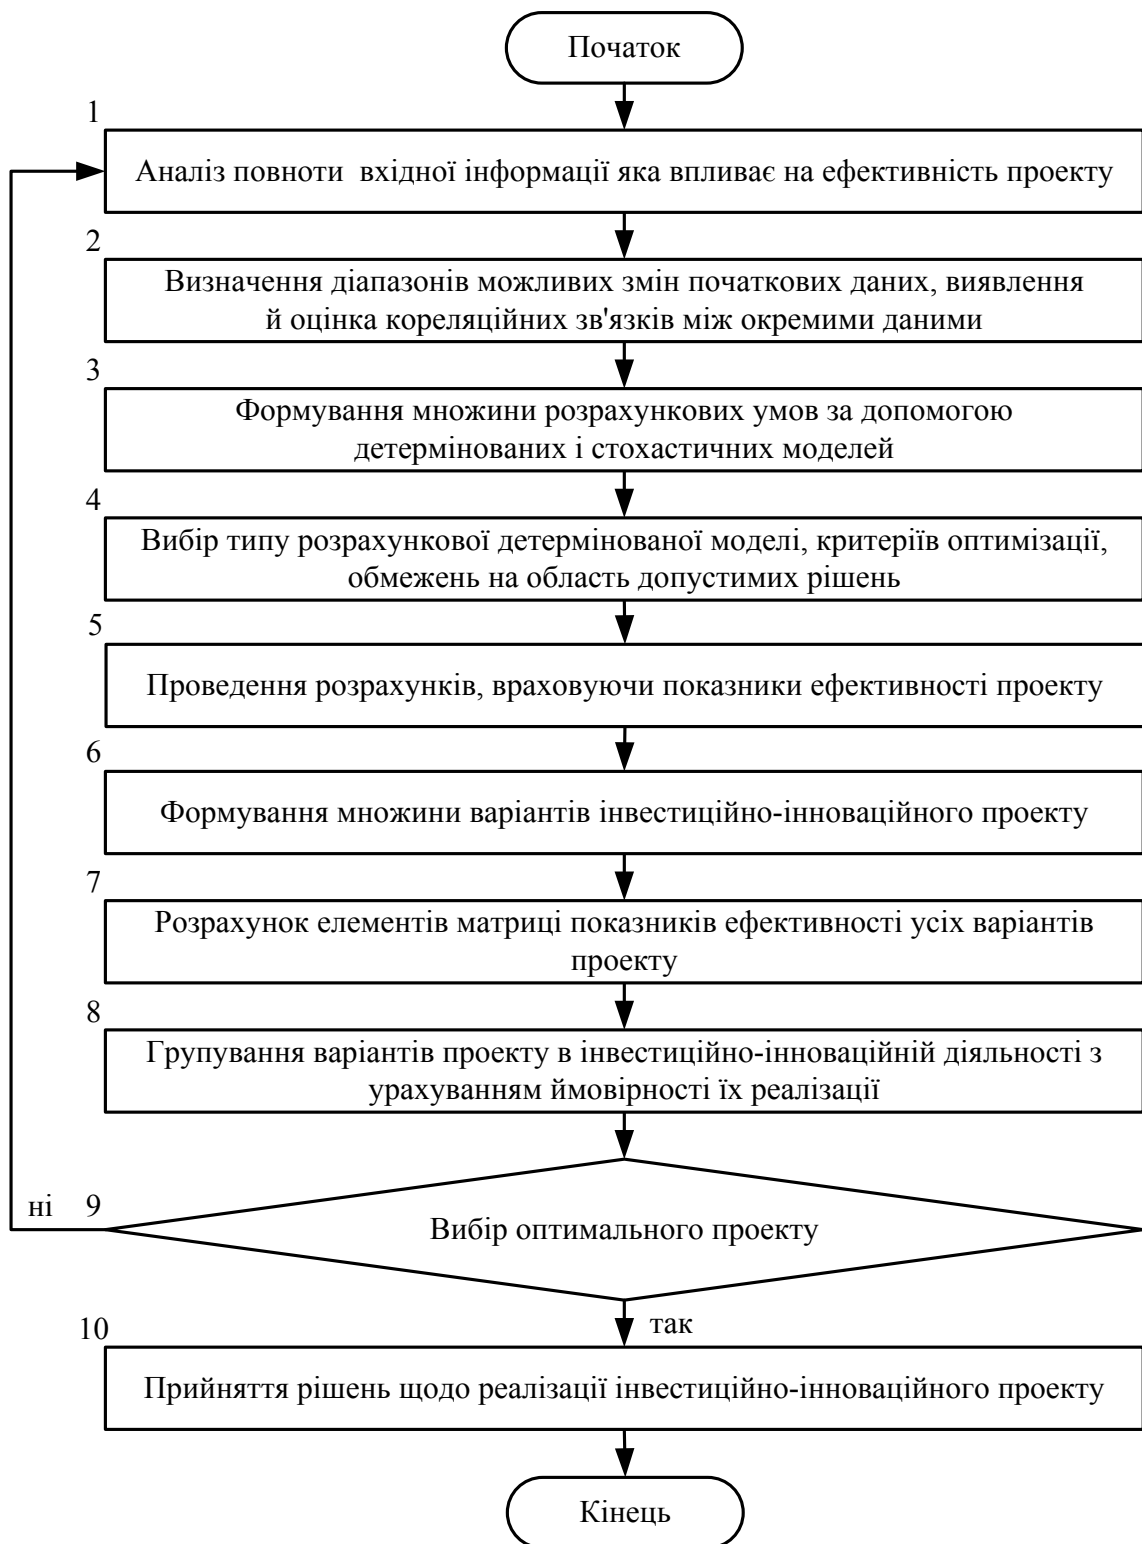 Початок
1
Аналіз повноти вхідної інформації яка впливає на ефективність проекту
2
Визначення діапазонів можливих змін початкових даних, виявлення
й оцінка кореляційних зв'язків між окремими даними
3
Формування множини розрахункових умов за допомогою
детермінованих і стохастичних моделей
4
Вибір типу розрахункової детермінованої моделі, критеріїв оптимізації,
обмежень на область допустимих рішень
5
Проведення розрахунків, враховуючи показники ефективності проекту
6
Формування множини варіантів інвестиційно-інноваційного проекту
7
Розрахунок елементів матриці показників ефективності усіх варіантів
проекту
8
Групування варіантів проекту в інвестиційно-інноваційній діяльності з
урахуванням ймовірності їх реалізації
ні 9
Вибір оптимального проекту
так
10
Прийняття рішень щодо реалізації інвестиційно-інноваційного проекту
Кінець